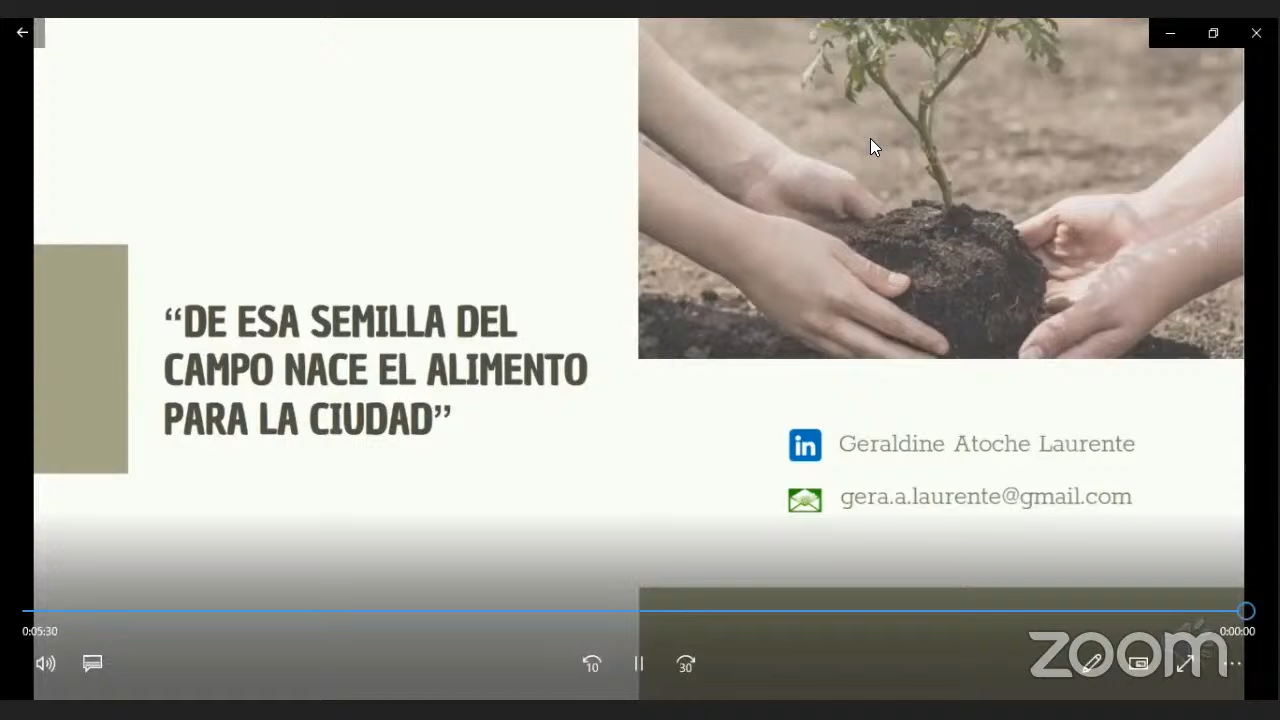 “DE ESA SEMILLA DEL
CAMPO NACE EL ALIMENTO
PARA LA CIUDAD”
in Geraldine Atoche Laurente
gera.a.laurente@gmail.com
0:05:30
0:00:00
10
30
zoom